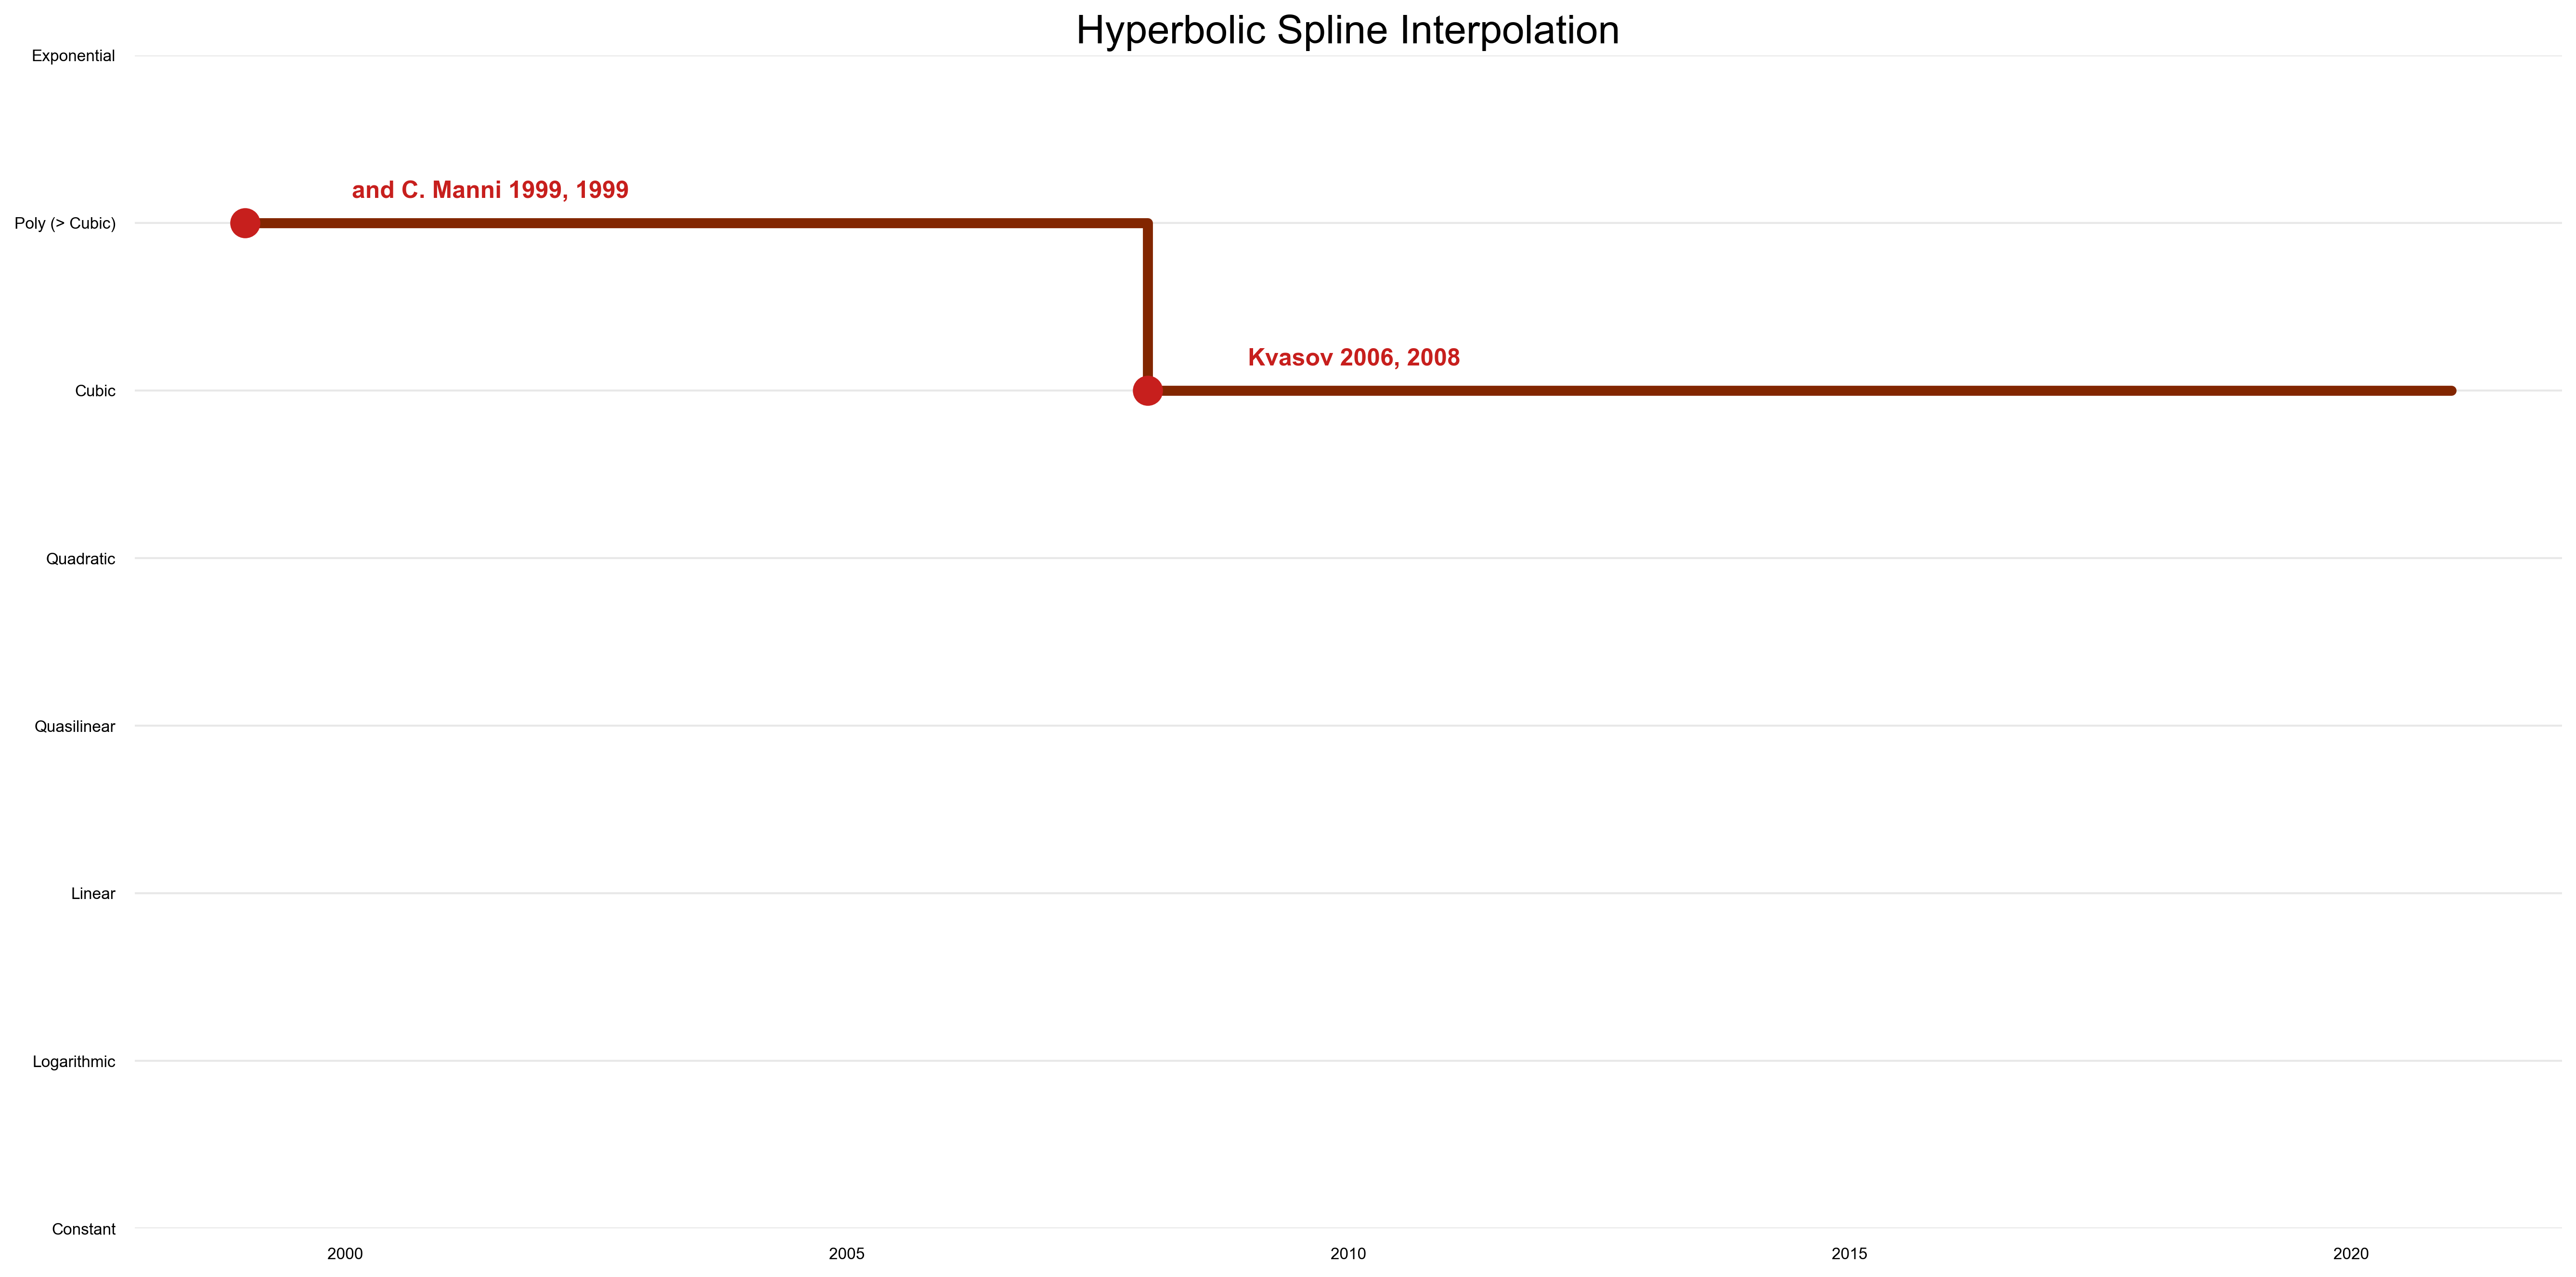 Hyperbolic Spline Interpolation
Exponential
and C. Manni 1999, 1999
Poly (> Cubic)
Kvasov 2006, 2008
Cubic
Quadratic
Quasilinear
Linear
Logarithmic
Constant
2000 2005 2010 2015 2020